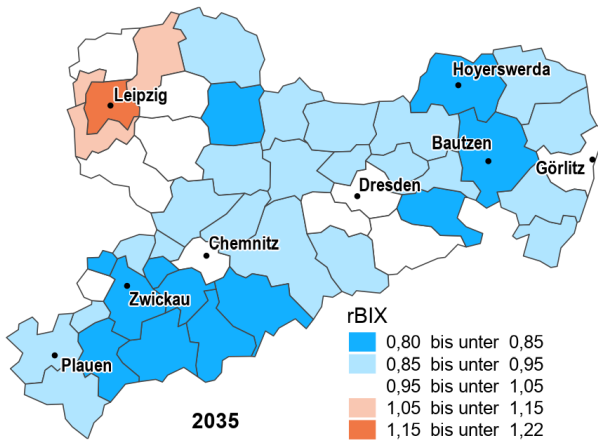 Hoyerswerda
Leipzig
Bautzen
Görlitz
Dresden
Chemnitz
Zwickau
Plauen
2035
rBIX
0,80 bis unter 0,85
0,85 bis unter 0,95
0,95 bis unter 1,05
1,05 bis unter 1,15
1,15 bis unter 1,22